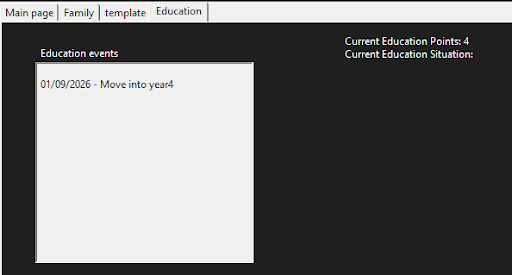 Main page Family template Education
Current Education Points: 4
Education events
Current Education Situation:
01/09/2026 - Move into year4